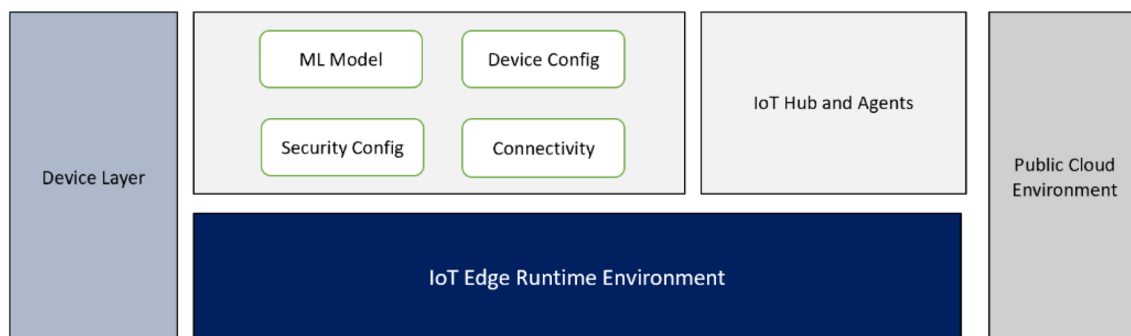 Device Layer
ML Model
Device Config
Security Config
Connectivity
IoT Hub and Agents
Public Cloud
Environment
IoT Edge Runtime Environment